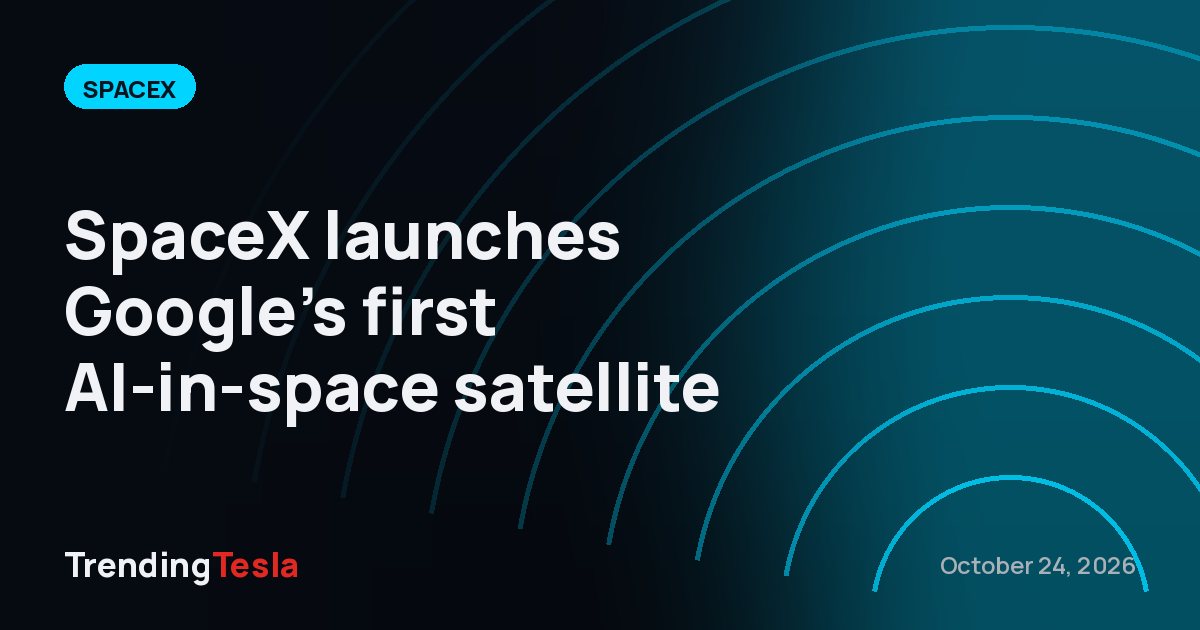 SPACEX
SpaceX launches
Google’s first
AI-in-space satellite
TrendingTesla
October 24, 2026